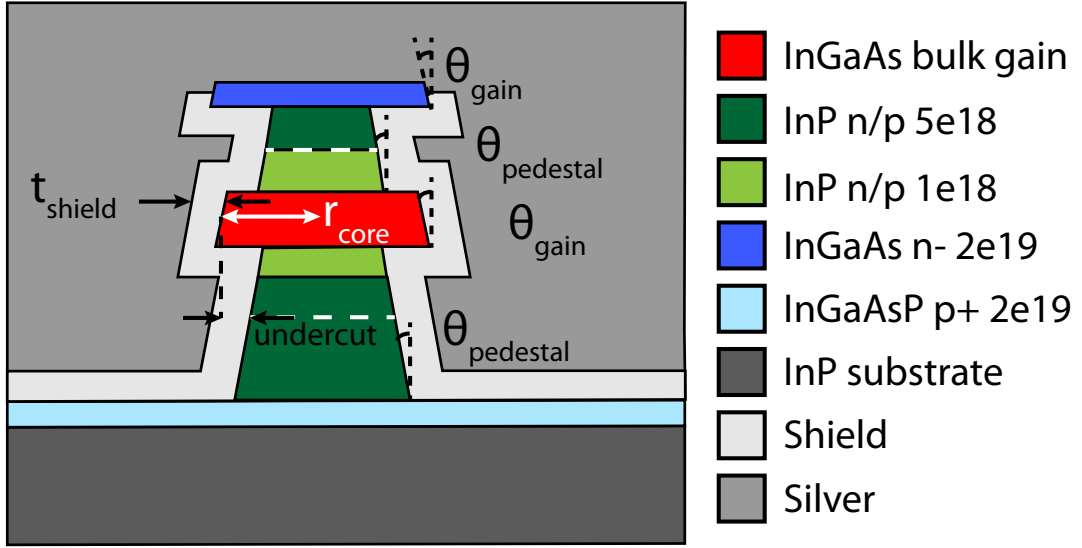 θgain
θpedestal
tshield
rcore
θgain
undercut
θpedestal
InGaAs bulk gain
InP n/p 5e18
InP n/p 1e18
InGaAs n- 2e19
InGaAsP p+ 2e19
InP substrate
Shield
Silver